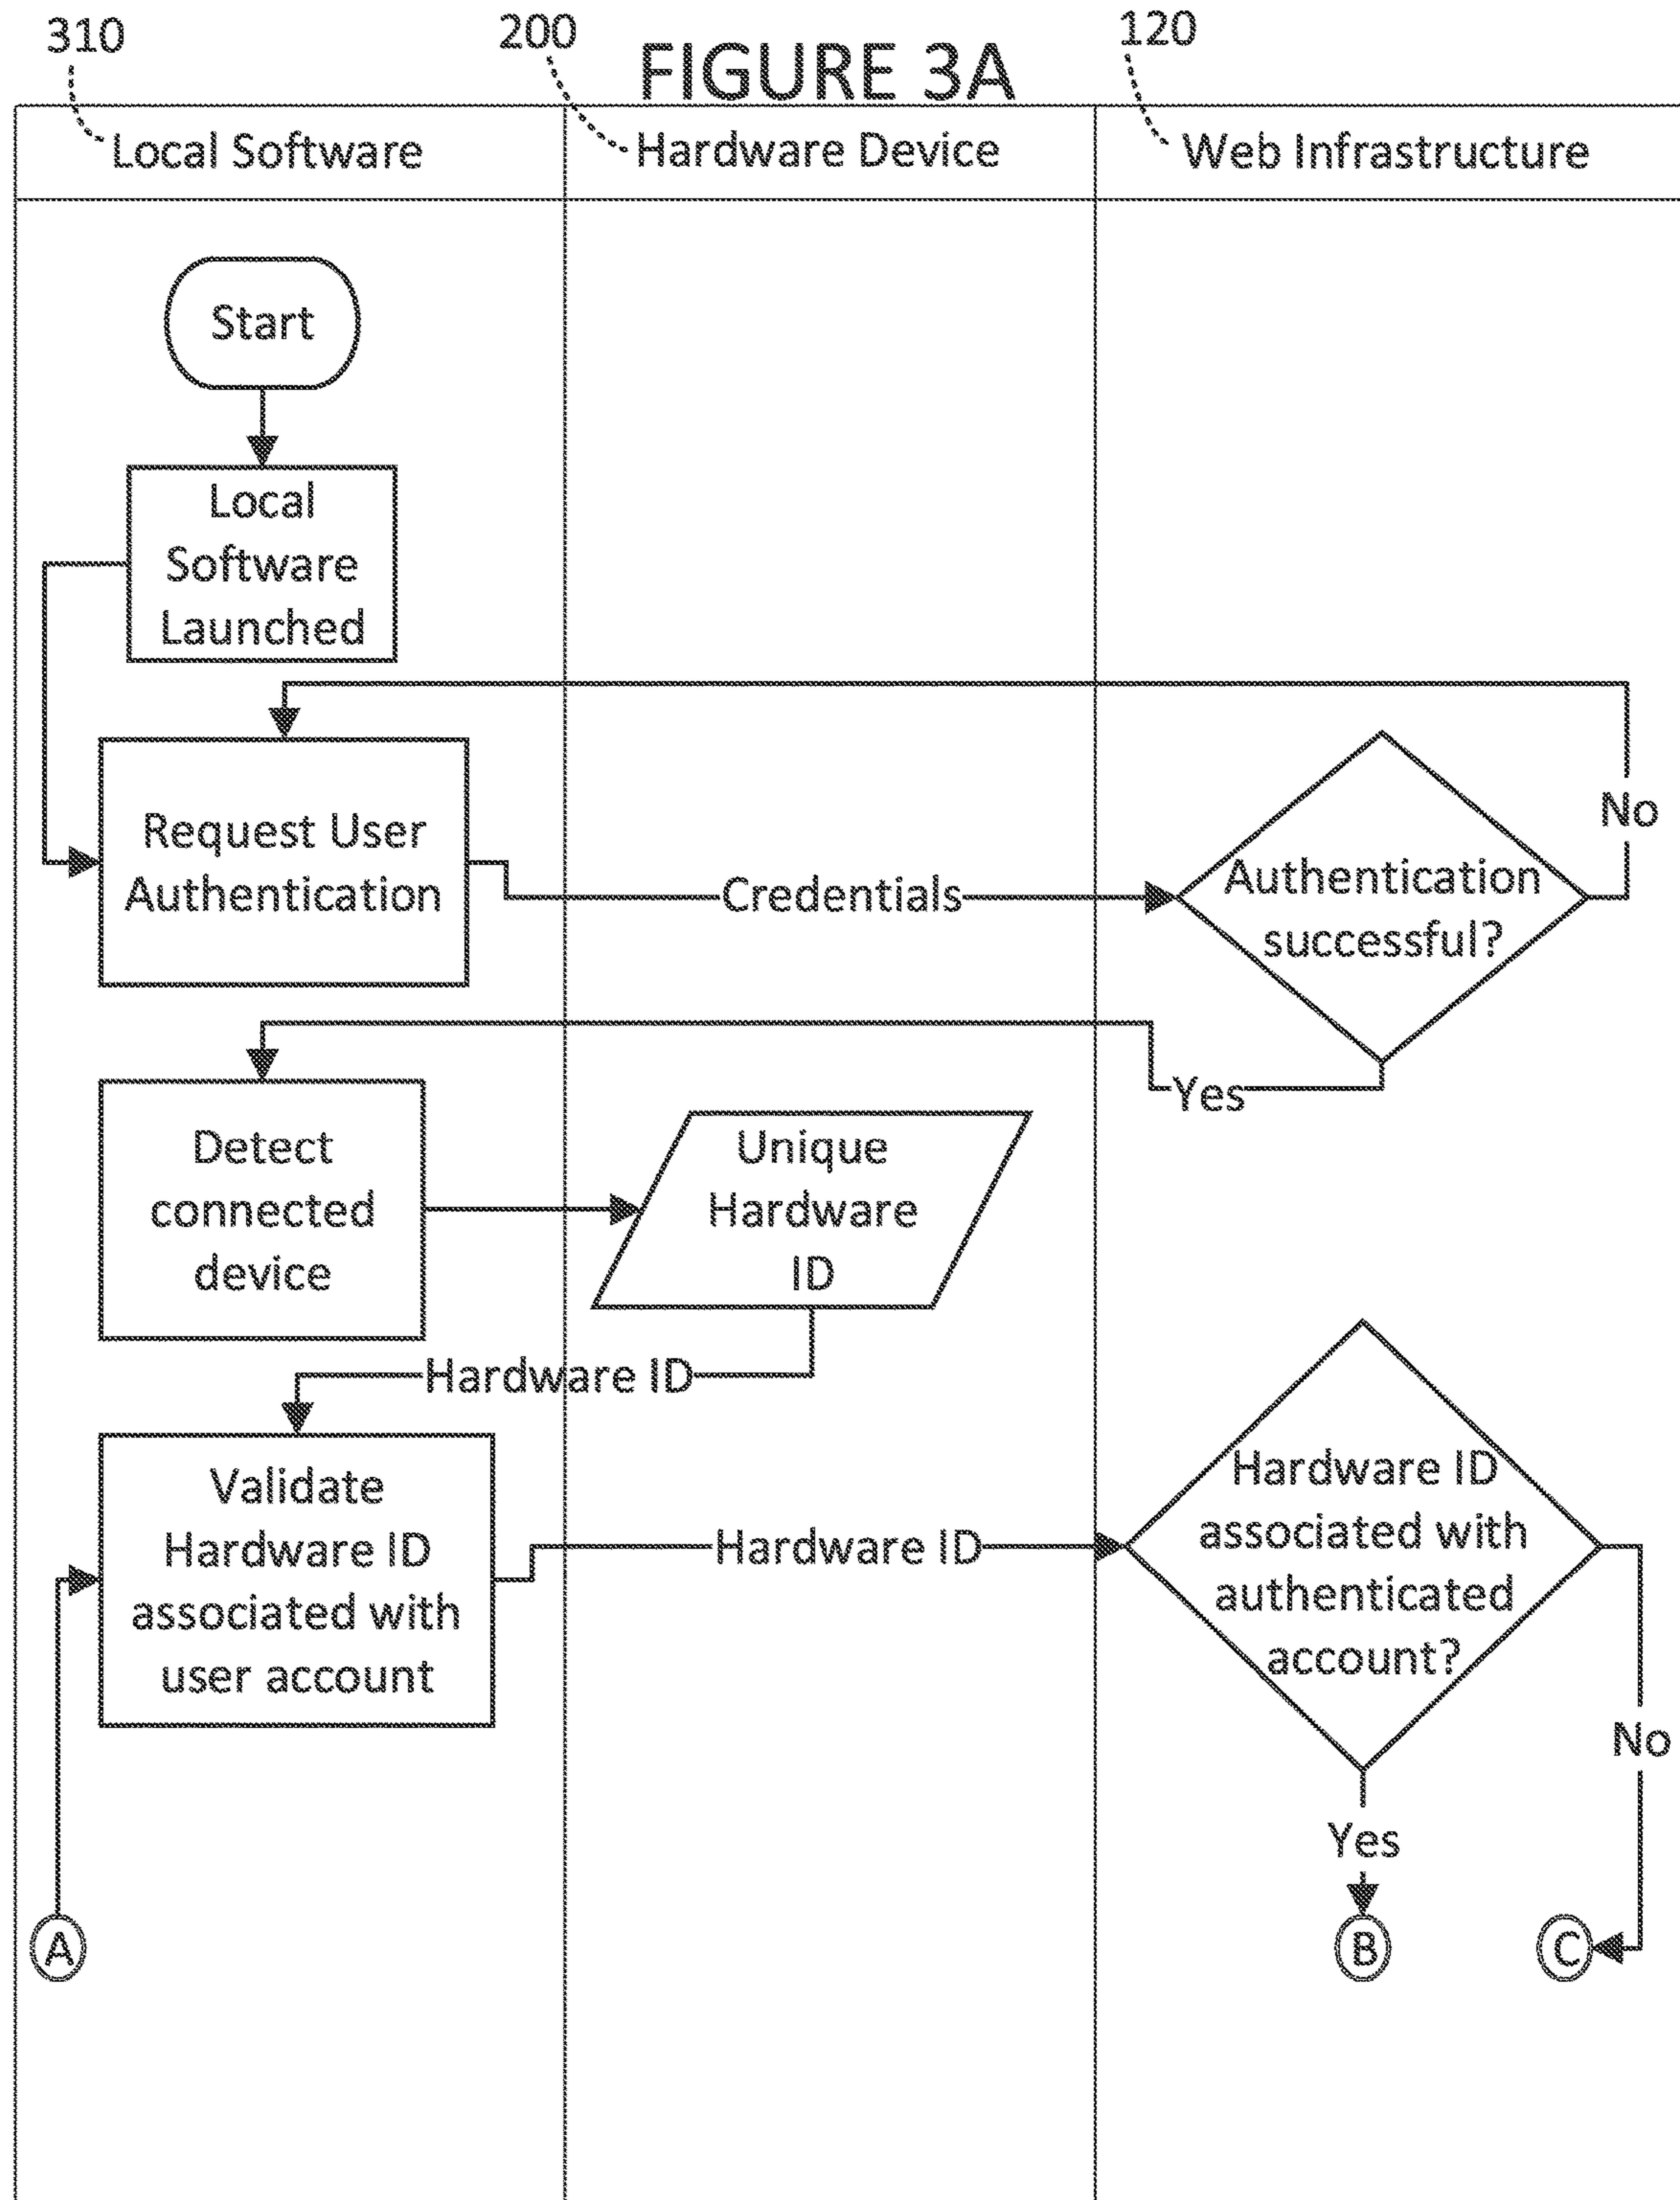 310
200
120
FIGURE 3A
Local Software
Hardware Device
Web Infrastructure
Start
Local
Software
Launched
Request User
Authentication
Credentials
Authentication
successful?
No
Yes
Detect
connected
device
Unique
Hardware
ID
Hardware ID
Validate
Hardware ID
associated with
user account
Hardware ID
Hardware ID
associated with
authenticated
account?
No
Yes
A
B
C